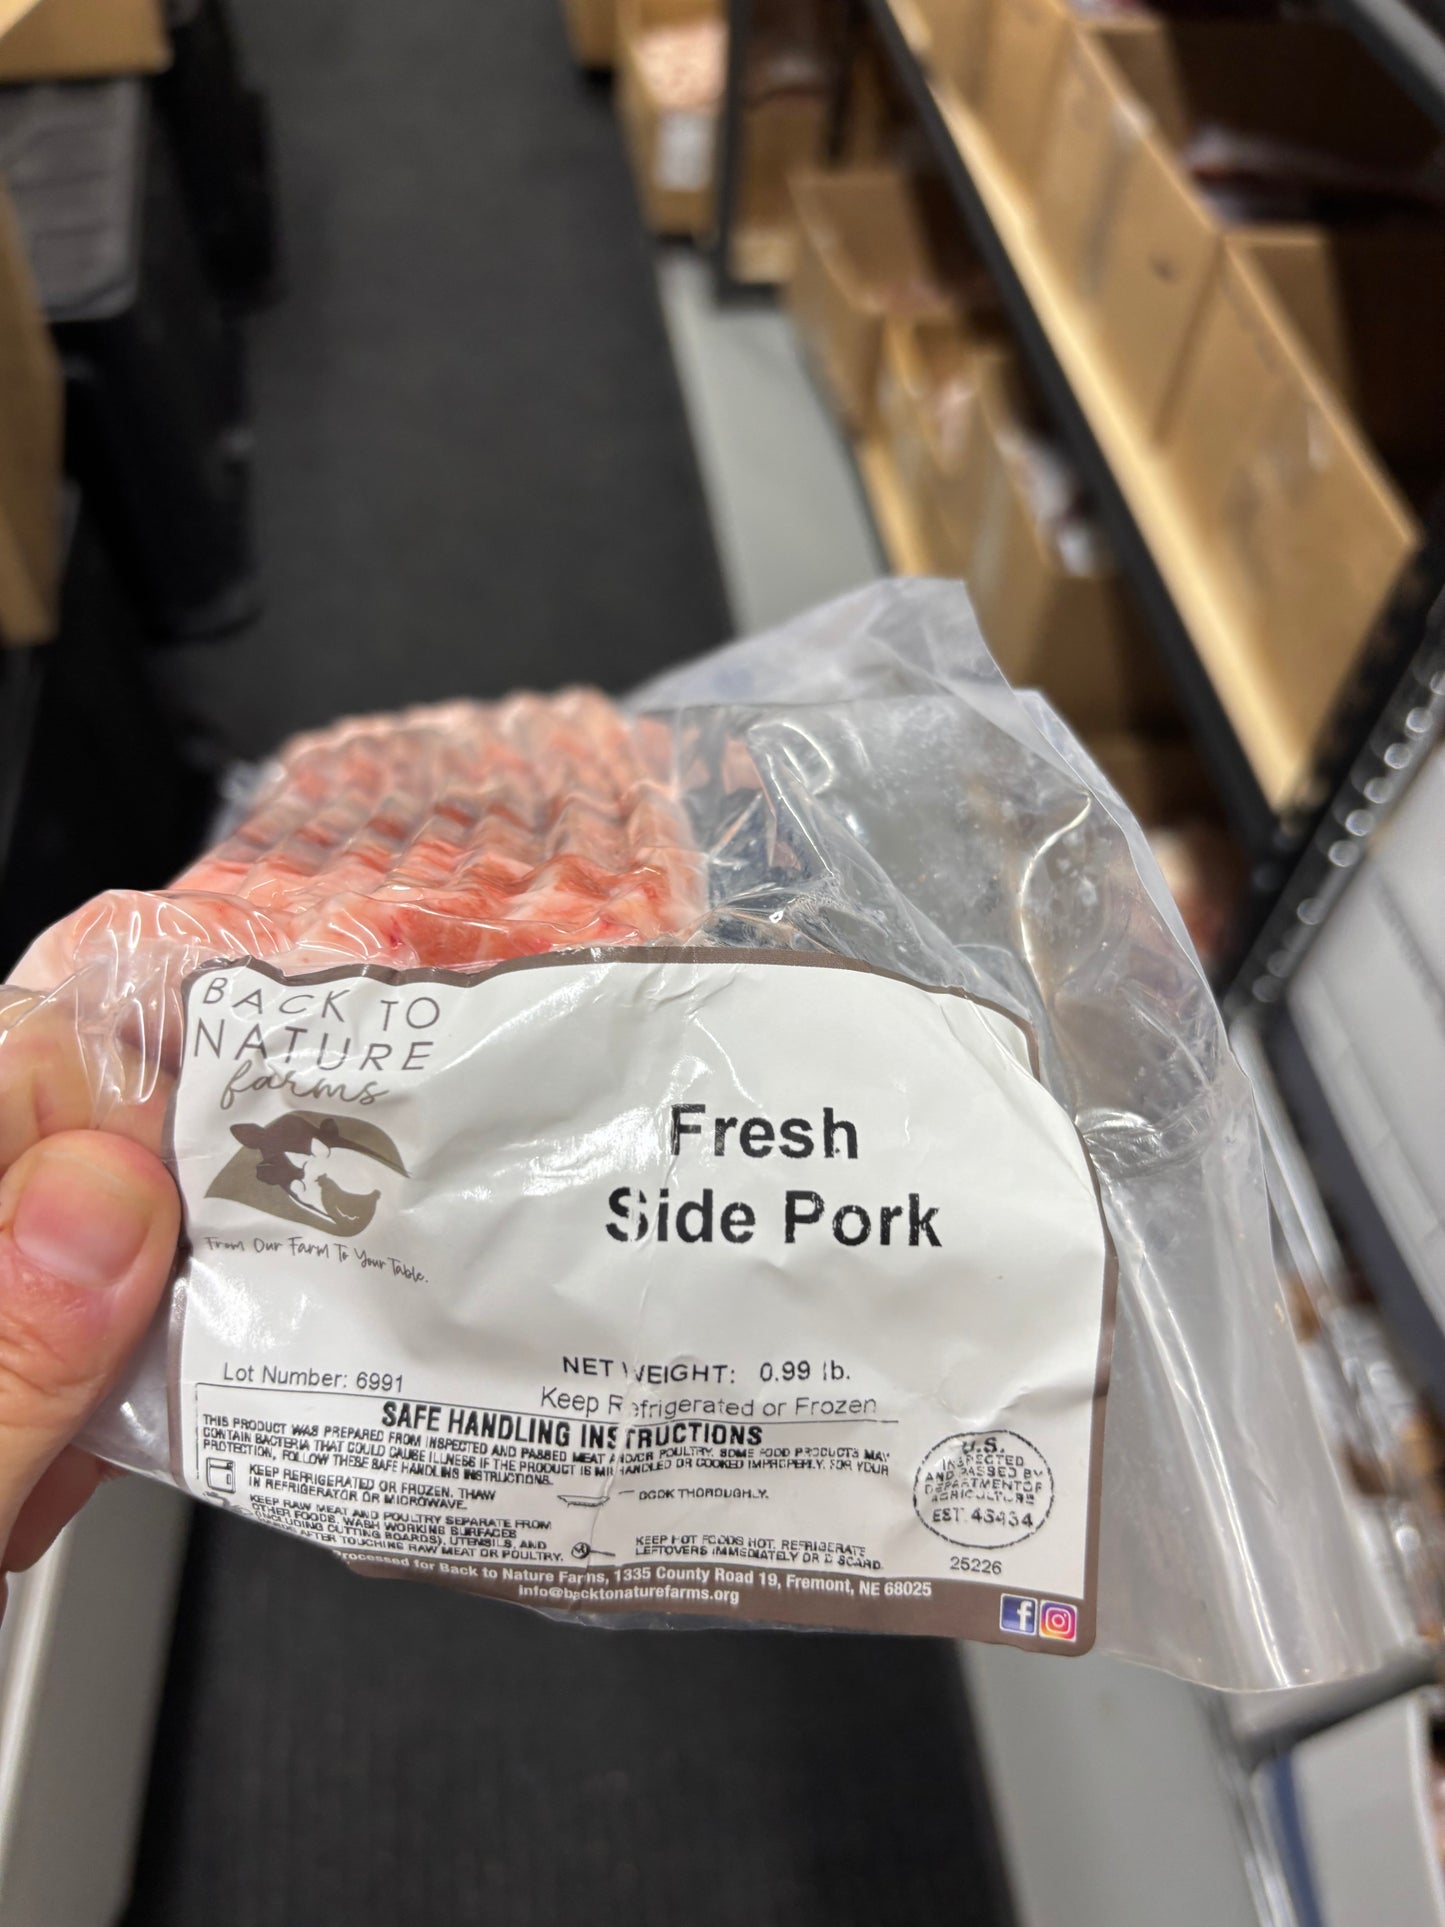 BACK TO
NATURE
farms
From Our Farm To Your Table.
Fresh
Side Pork
Lot Number: 6991
NET WEIGHT: 0.99 lb.
Keep Refrigerated or Frozen
SAFE HANDLING INSTRUCTIONS
THIS PRODUCT WAS PREPARED FROM INSPECTED AND PASSED MEAT AND/OR POULTRY. SOME FOOD PRODUCTS MAY
CONTAIN BACTERIA THAT COULD CAUSE ILLNESS IF THE PRODUCT IS MISHANDLED OR COOKED IMPROPERLY. FOR YOUR
PROTECTION, FOLLOW THESE SAFE HANDLING INSTRUCTIONS.
KEEP REFRIGERATED OR FROZEN. THAW
IN REFRIGERATOR OR MICROWAVE.
KEEP RAW MEAT AND POULTRY SEPARATE FROM
OTHER FOODS. WASH WORKING SURFACES
(INCLUDING CUTTING BOARDS), UTENSILS, AND
HANDS AFTER TOUCHING RAW MEAT OR POULTRY.
COOK THOROUGHLY.
KEEP HOT FOODS HOT. REFRIGERATE
LEFTOVERS IMMEDIATELY OR DISCARD.
U.S.
INSPECTED
AND PASSED BY
DEPARTMENT OF
AGRICULTURE
EST. 45434
25226
Processed for Back to Nature Farms, 1335 County Road 19, Fremont, NE 68025
info@backtonaturefarms.org